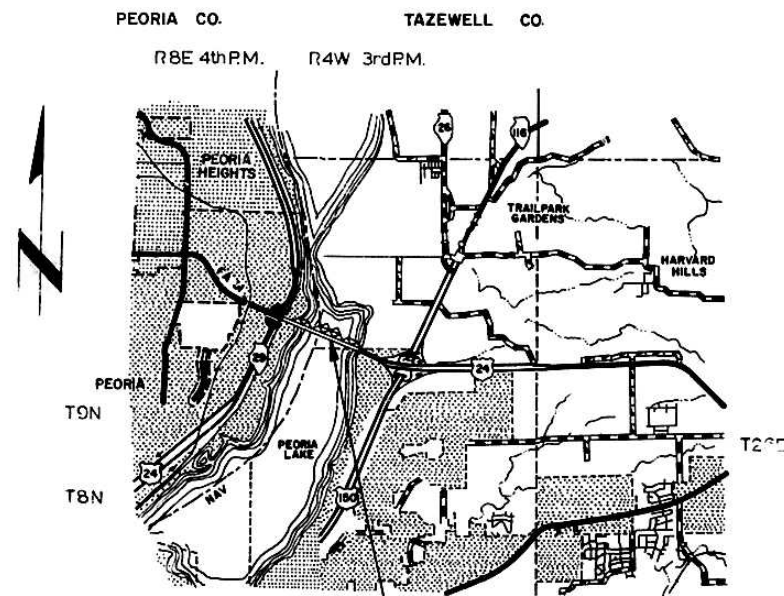 PEORIA CO.
TAZEWELL CO.
R8E 4th P.M.
R4W 3rd P.M.
N
26
116
PEORIA
HEIGHTS
TRAILPARK
GARDENS
HARVARD
HILLS
29
24
PEORIA
T9N
PEORIA
LAKE
24
NAV
T8N
150